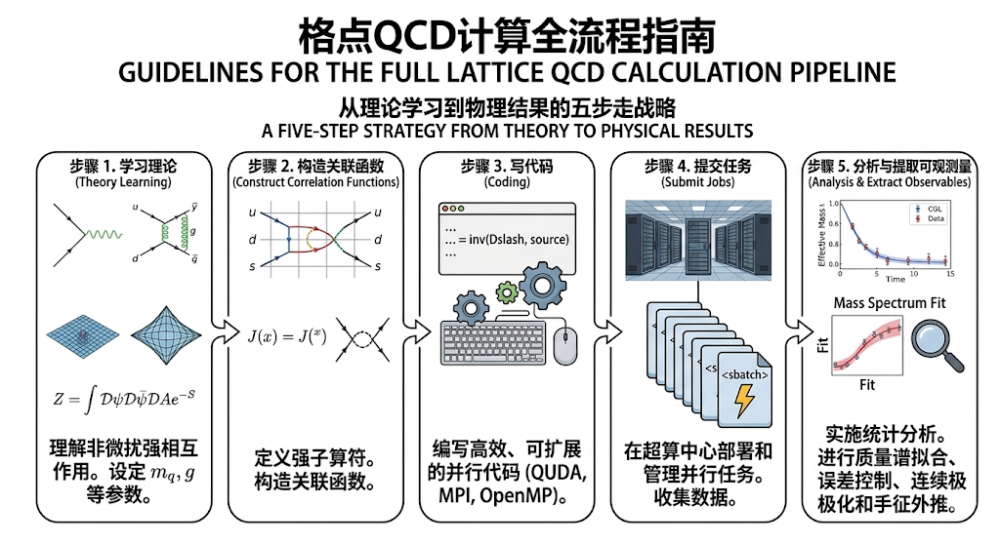 格点QCD计算全流程指南
GUIDELINES FOR THE FULL LATTICE QCD CALCULATION PIPELINE
从理论学习到物理结果的五步走战略
A FIVE-STEP STRATEGY FROM THEORY TO PHYSICAL RESULTS
步骤 1. 学习理论
(Theory Learning)
u
d
ȳ
g
q̄
Z = ∫ 𝒟ψ𝒟ψ̄𝒟Ae^{-S}
理解非微扰强相互
作用。设定 m_q, g
等参数。
步骤 2. 构造关联函数
(Construct Correlation Functions)
u
d
s
u
d
s
J(x) = J(^x)
定义强子算符。
构造关联函数。
步骤 3. 写代码
(Coding)
...
... = inv(Dslash, source)
...
编写高效、可扩展
的并行代码 (QUDA,
MPI, OpenMP)。
步骤 4. 提交任务
(Submit Jobs)
<s
<sbatch>
在超算中心部署和
管理并行任务。
收集数据。
步骤 5. 分析与提取可观测量
(Analysis & Extract Observables)
Effective Mass
1.0
0.6
0.8
0.0
0
5
10
15
Time
CGL
Data
Mass Spectrum Fit
Fit
Fit
实施统计分析。
进行质量谱拟合、
误差控制、连续极
极化和手征外推。